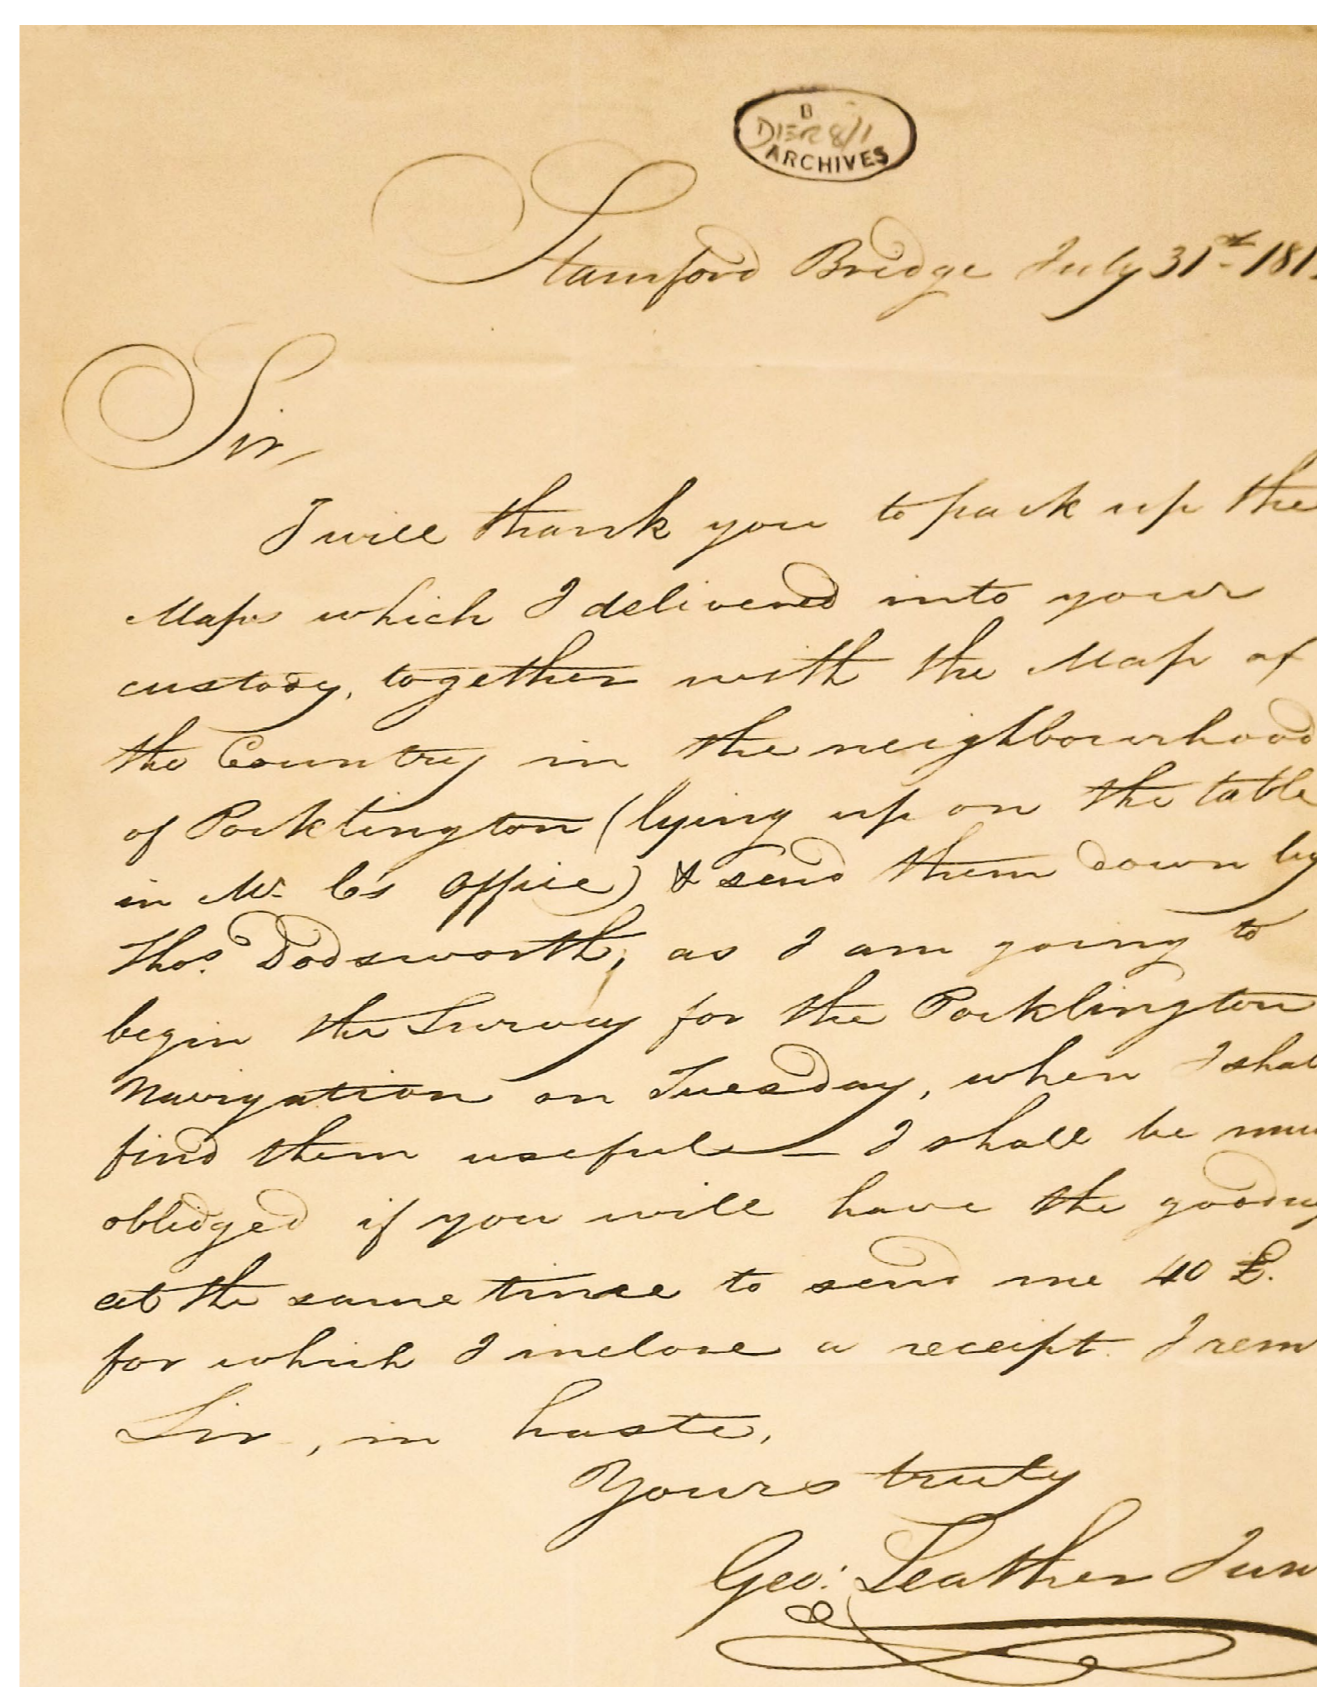 B
DIER 8/1
ARCHIVES
Stamford Bridge July 31st 181
Sir,
I will thank you to pack up the
Maps which I delivered into your
custody, together with the Map of
the Country in the neighbourhood
of Pocklington (lying up on the table
in Mr. C's office) & send them down by
Thos. Dodsworth, as I am going to
begin the Survey for the Pocklington
Navigation on Tuesday, when I shal
find them useful — I shall be mu
oblidged if you will have the goodne
at the same time to send me 40 £.
for which I inclose a receipt. I rem
Sir, in haste,
Yours truly
Geo: Leather Jun